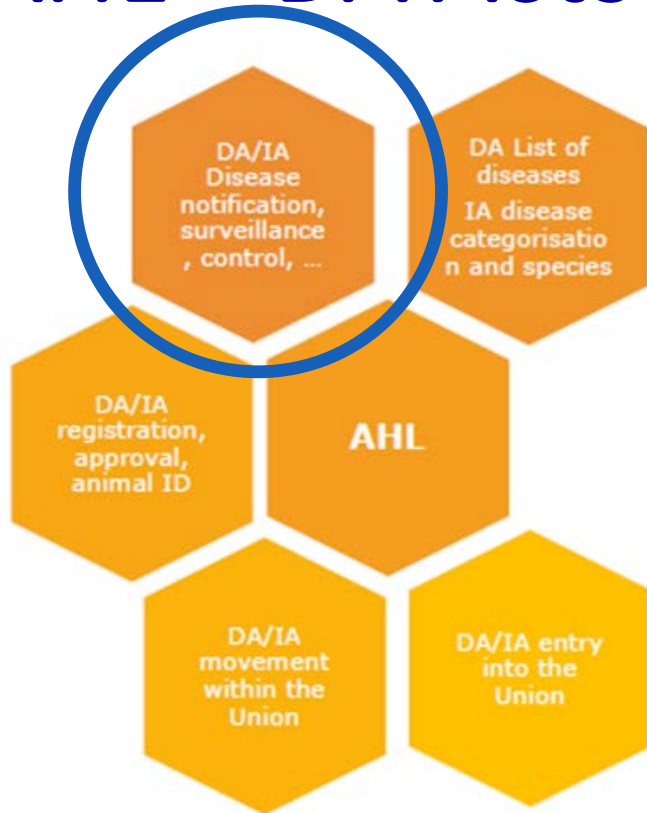 DA/IA
Disease
notification,
surveillance
, control, ...
DA List of
diseases
IA disease
categorisatio
n and species
DA/IA
registration,
approval,
animal ID
AHL
DA/IA
movement
within the
Union
DA/IA entry
into the
Union